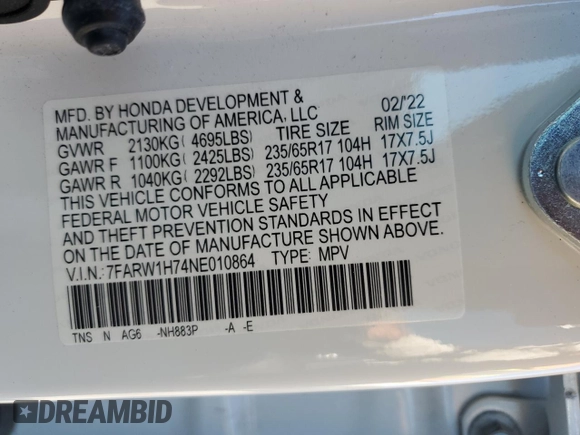 MFD. BY HONDA DEVELOPMENT &
MANUFACTURING OF AMERICA, LLC 02/'22
GVWR 2130KG(4695LBS) TIRE SIZE RIM SIZE
GAWR F 1100KG(2425LBS) 235/65R17 104H 17X7.5J
GAWR R 1040KG(2292LBS) 235/65R17 104H 17X7.5J
THIS VEHICLE CONFORMS TO ALL APPLICABLE
FEDERAL MOTOR VEHICLE SAFETY
AND THEFT PREVENTION STANDARDS IN EFFECT
ON THE DATE OF MANUFACTURE SHOWN ABOVE.
V.I.N.:7FARW1H74NE010864 TYPE: MPV
TNS N AG6 -NH883P -A -E
DREAMBID